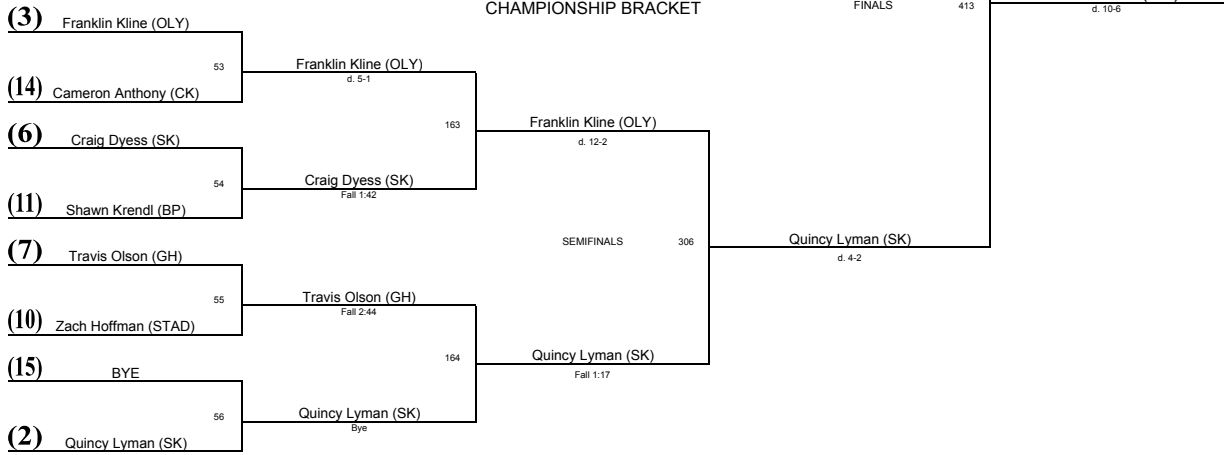 CHAMPIONSHIP BRACKET
FINALS
413
d. 10-6
(3) Franklin Kline (OLY)
53
Franklin Kline (OLY)
d. 5-1
(14) Cameron Anthony (CK)
163
Franklin Kline (OLY)
d. 12-2
(6) Craig Dyess (SK)
54
Craig Dyess (SK)
Fall 1:42
(11) Shawn Krendl (BP)
SEMIFINALS
306
Quincy Lyman (SK)
d. 4-2
(7) Travis Olson (GH)
55
Travis Olson (GH)
Fall 2:44
(10) Zach Hoffman (STAD)
164
Quincy Lyman (SK)
Fall 1:17
(15) BYE
56
Quincy Lyman (SK)
Bye
(2) Quincy Lyman (SK)